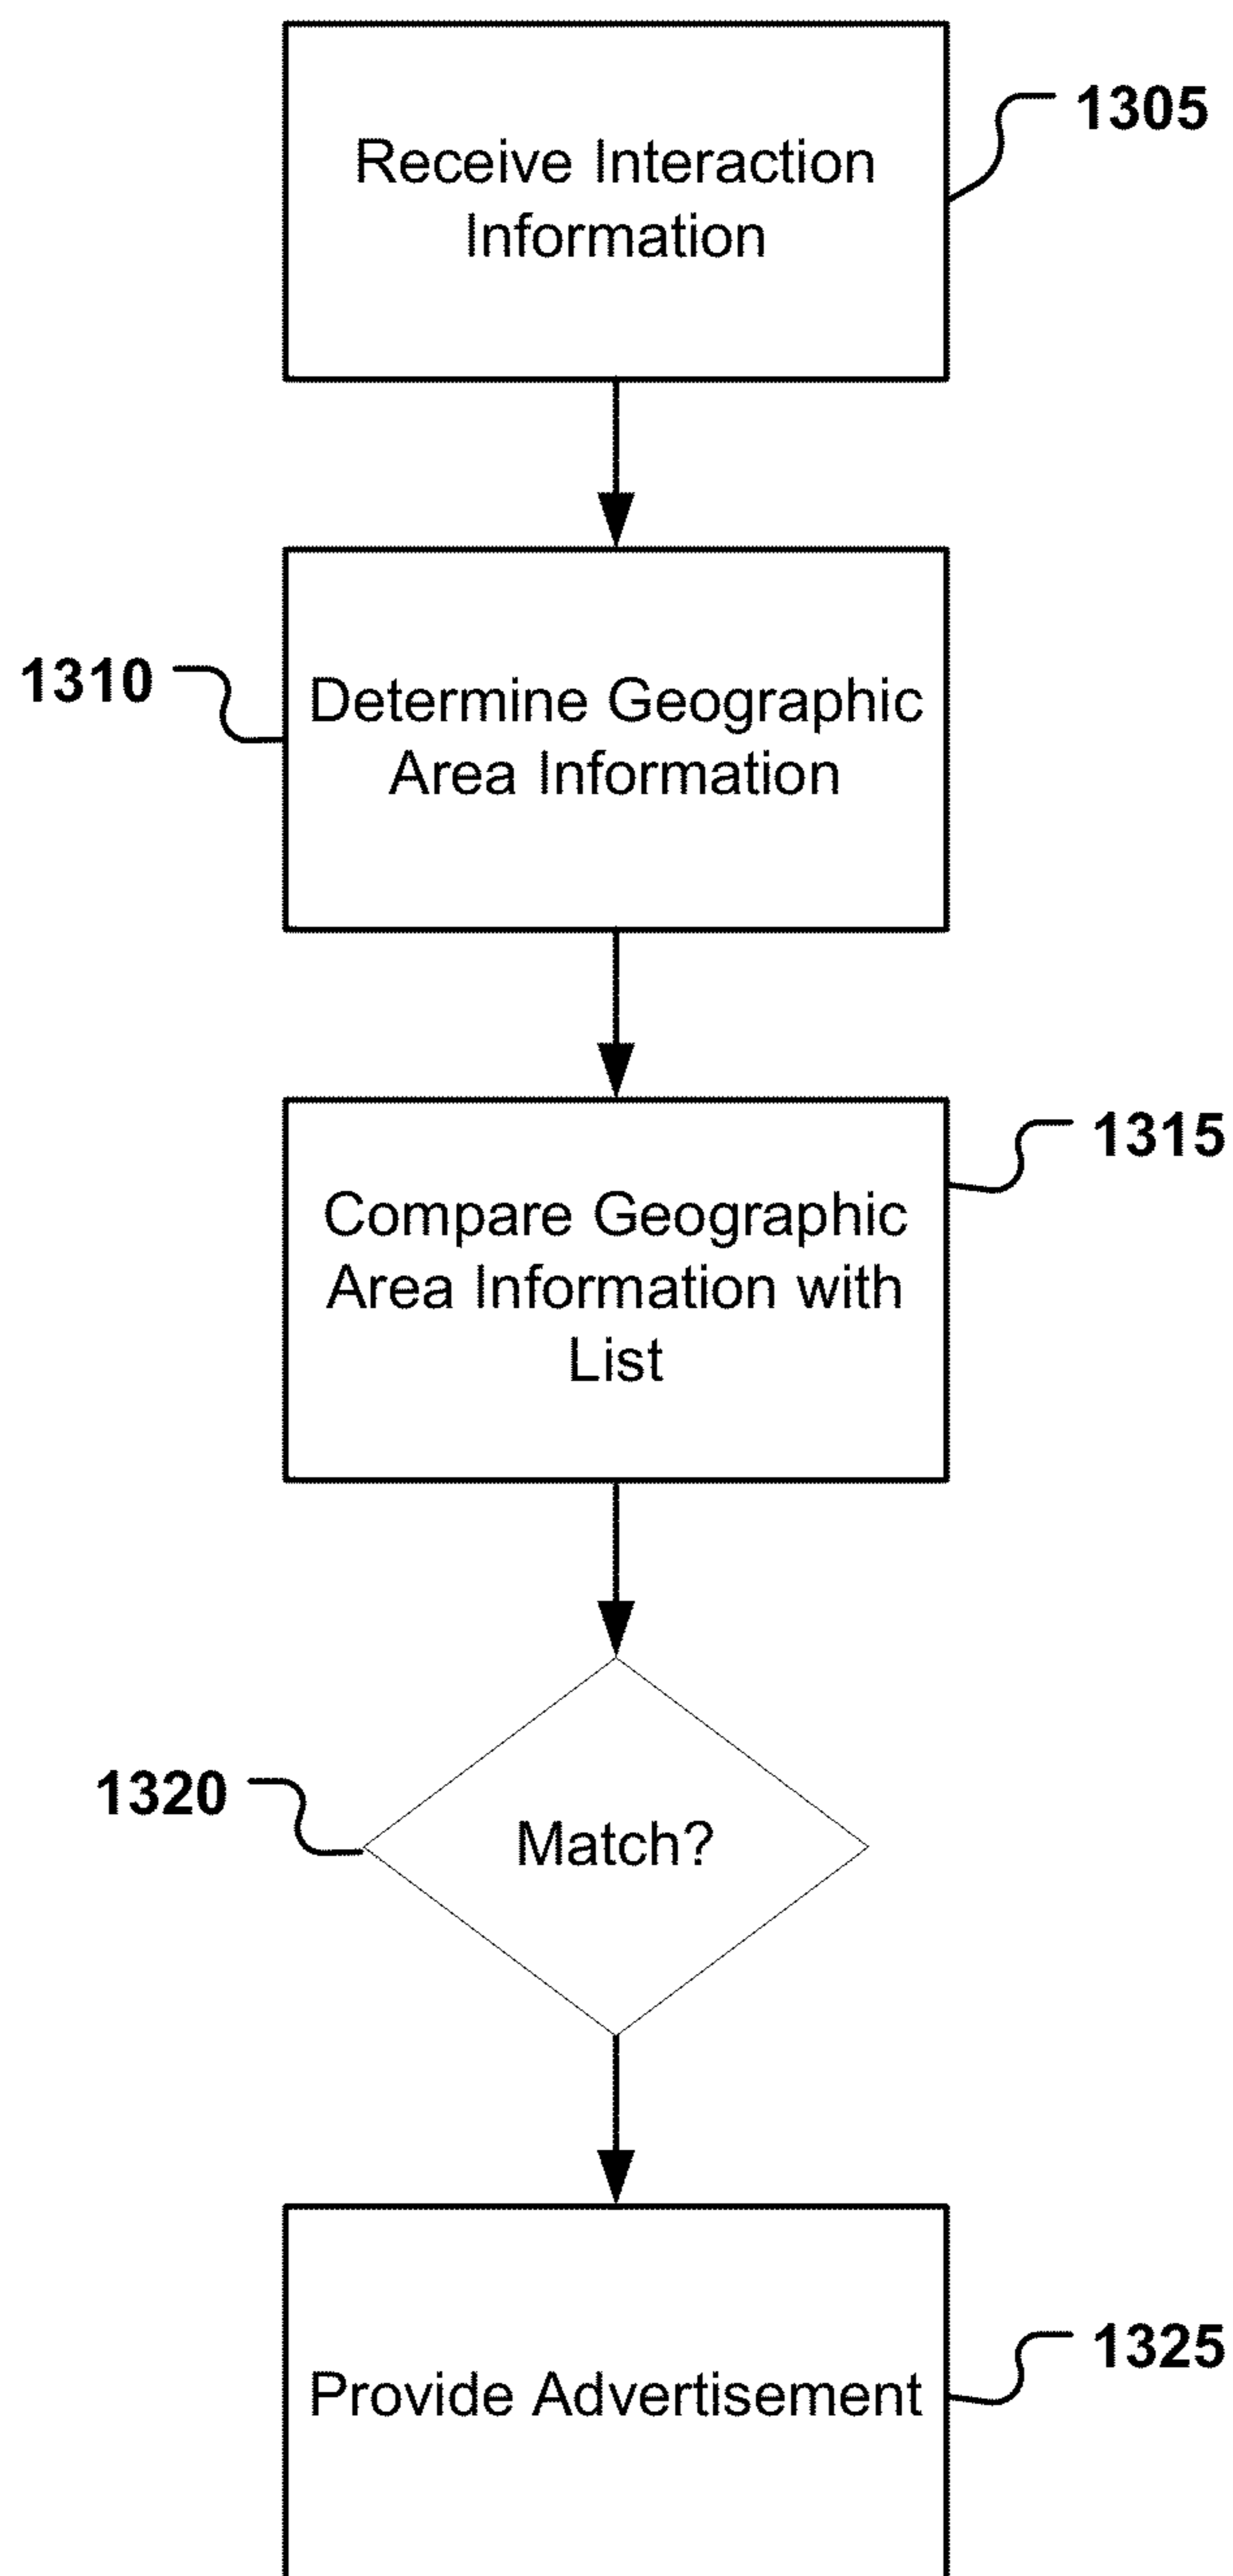 1305
Receive Interaction
Information
1310
Determine Geographic
Area Information
1315
Compare Geographic
Area Information with
List
1320
Match?
1325
Provide Advertisement